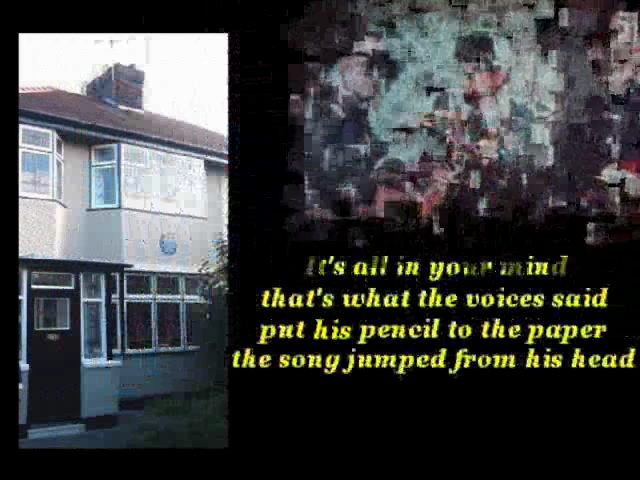 It's all in your mind
that's what the voices said
put his pencil to the paper
the song jumped from his head